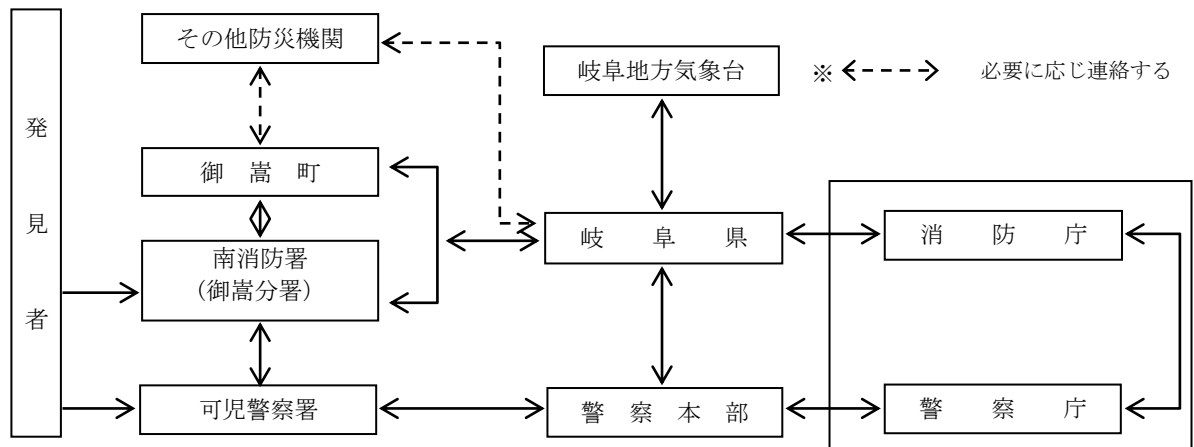 発見者
その他防災機関
岐阜地方気象台
※ 必要に応じ連絡する
御嵩町
岐阜県
消防庁
南消防署
(御嵩分署)
可児警察署
警察本部
警察庁